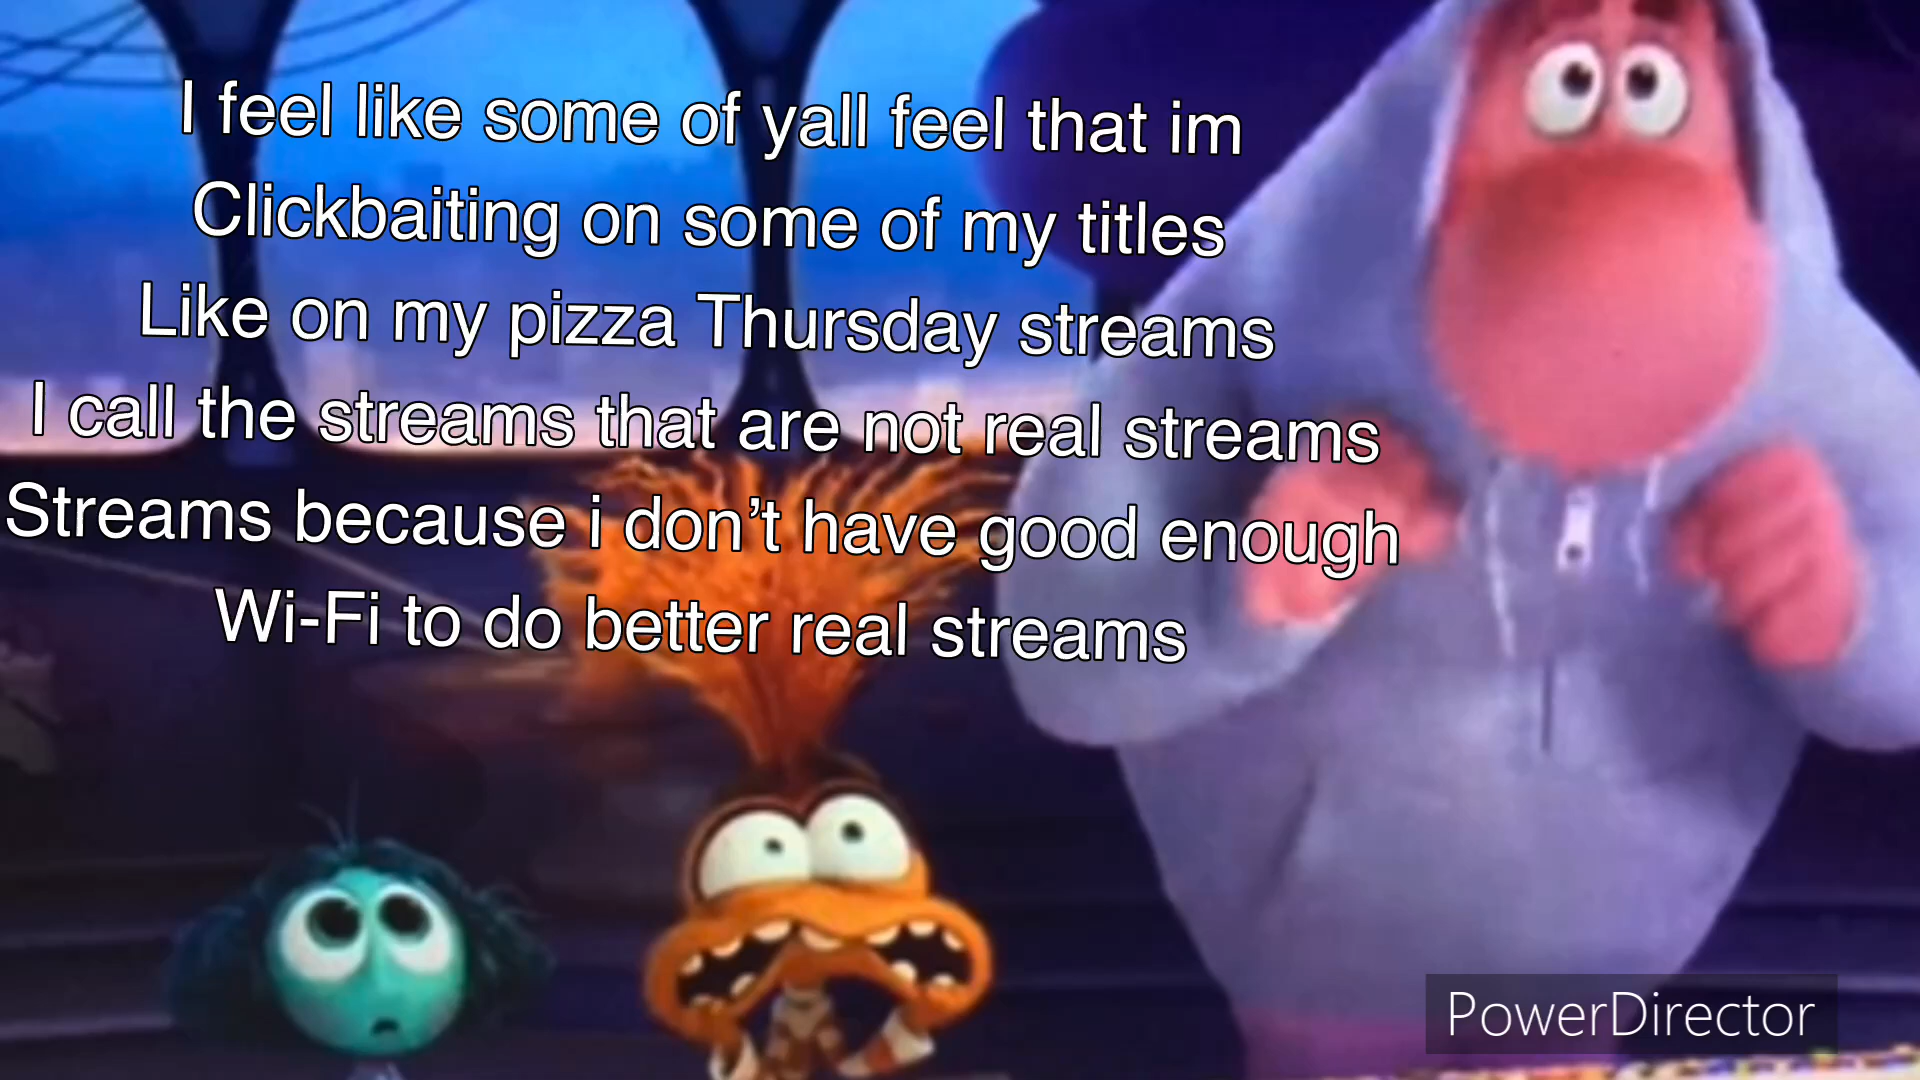 I feel like some of yall feel that im
Clickbaiting on some of my titles
Like on my pizza Thursday streams
I call the streams that are not real streams
Streams because i don’t have good enough
Wi-Fi to do better real streams
PowerDirector